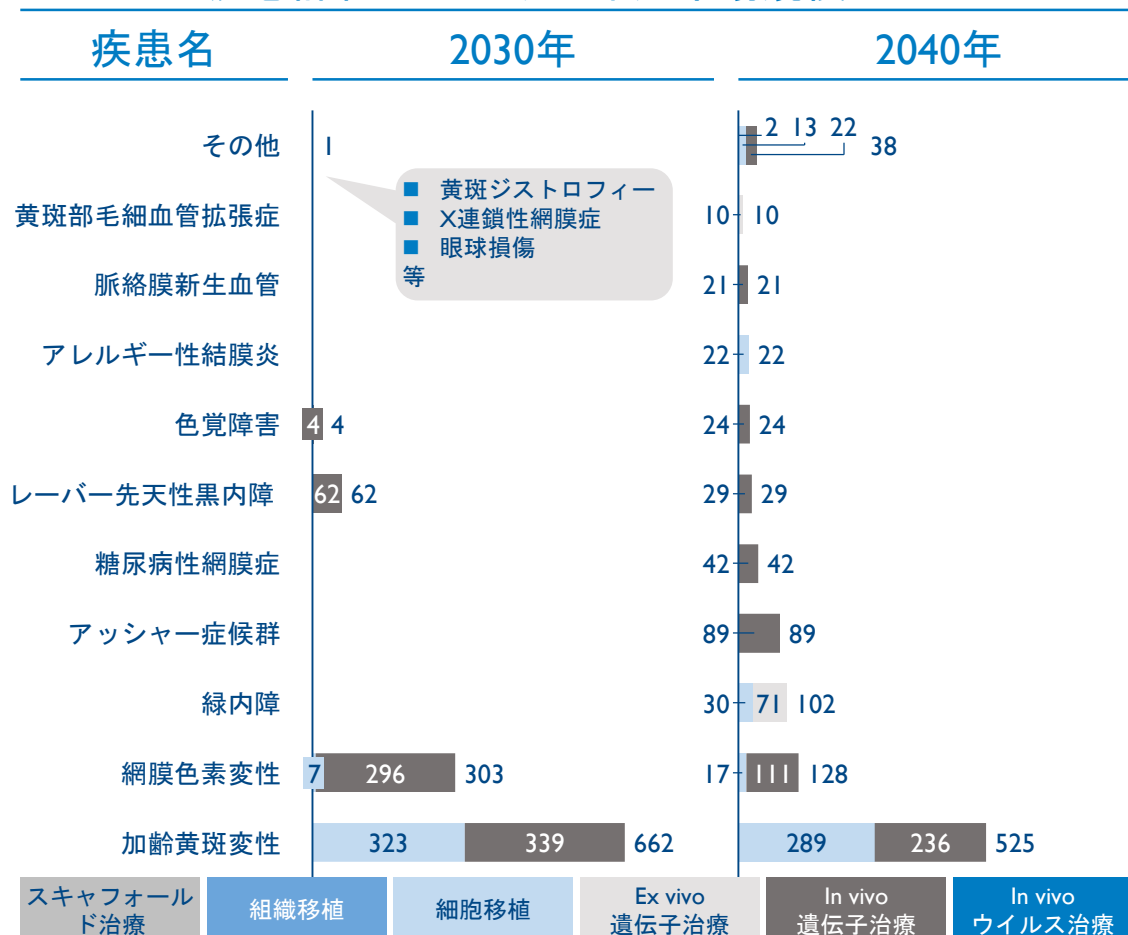 疾患名 2030年 2040年
その他 1 2 13 22 38
■ 黄斑ジストロフィー
■ X連鎖性網膜症
■ 眼球損傷
等
黄斑部毛細血管拡張症 10 10
脈絡膜新生血管 21 21
アレルギー性結膜炎 22 22
色覚障害 4 4 24 24
レーバー先天性黒内障 62 62 29 29
糖尿病性網膜症 42 42
アッシャー症候群 89 89
緑内障 30 71 102
網膜色素変性 7 296 303 17 111 128
加齢黄斑変性 323 339 662 289 236 525
スキャフォール
ド治療
組織移植
細胞移植
Ex vivo
遺伝子治療
In vivo
遺伝子治療
In vivo
ウイルス治療